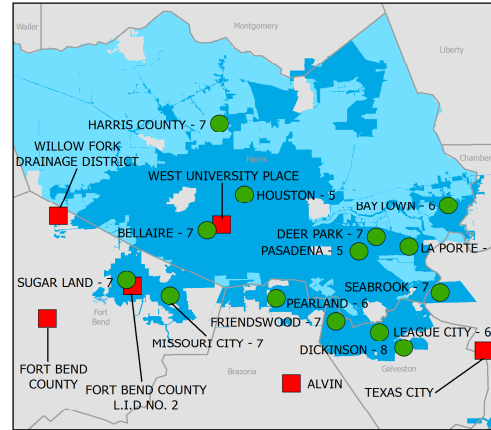 Waller
Montgomery
Liberty
HARRIS COUNTY - 7
Harris
Chamber
WILLOW FORK
DRAINAGE DISTRICT
WEST UNIVERSITY PLACE
HOUSTON - 5
BAYTOWN - 6
BELLAIRE - 7
DEER PARK - 7
PASADENA - 5
LA PORTE -
SUGAR LAND - 7
SEABROOK - 7
Fort
Bend
PEARLAND - 6
FRIENDSWOOD - 7
LEAGUE CITY - 6
MISSOURI CITY - 7
DICKINSON - 8
FORT BEND
COUNTY
Brazoria
Galveston
FORT BEND COUNTY
L.I.D NO. 2
ALVIN
TEXAS CITY